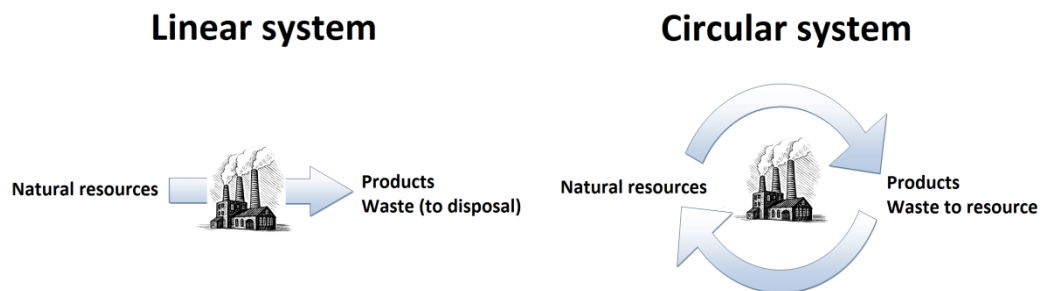 Linear system
Natural resources
Products
Waste (to disposal)
Circular system
Natural resources
Products
Waste to resource